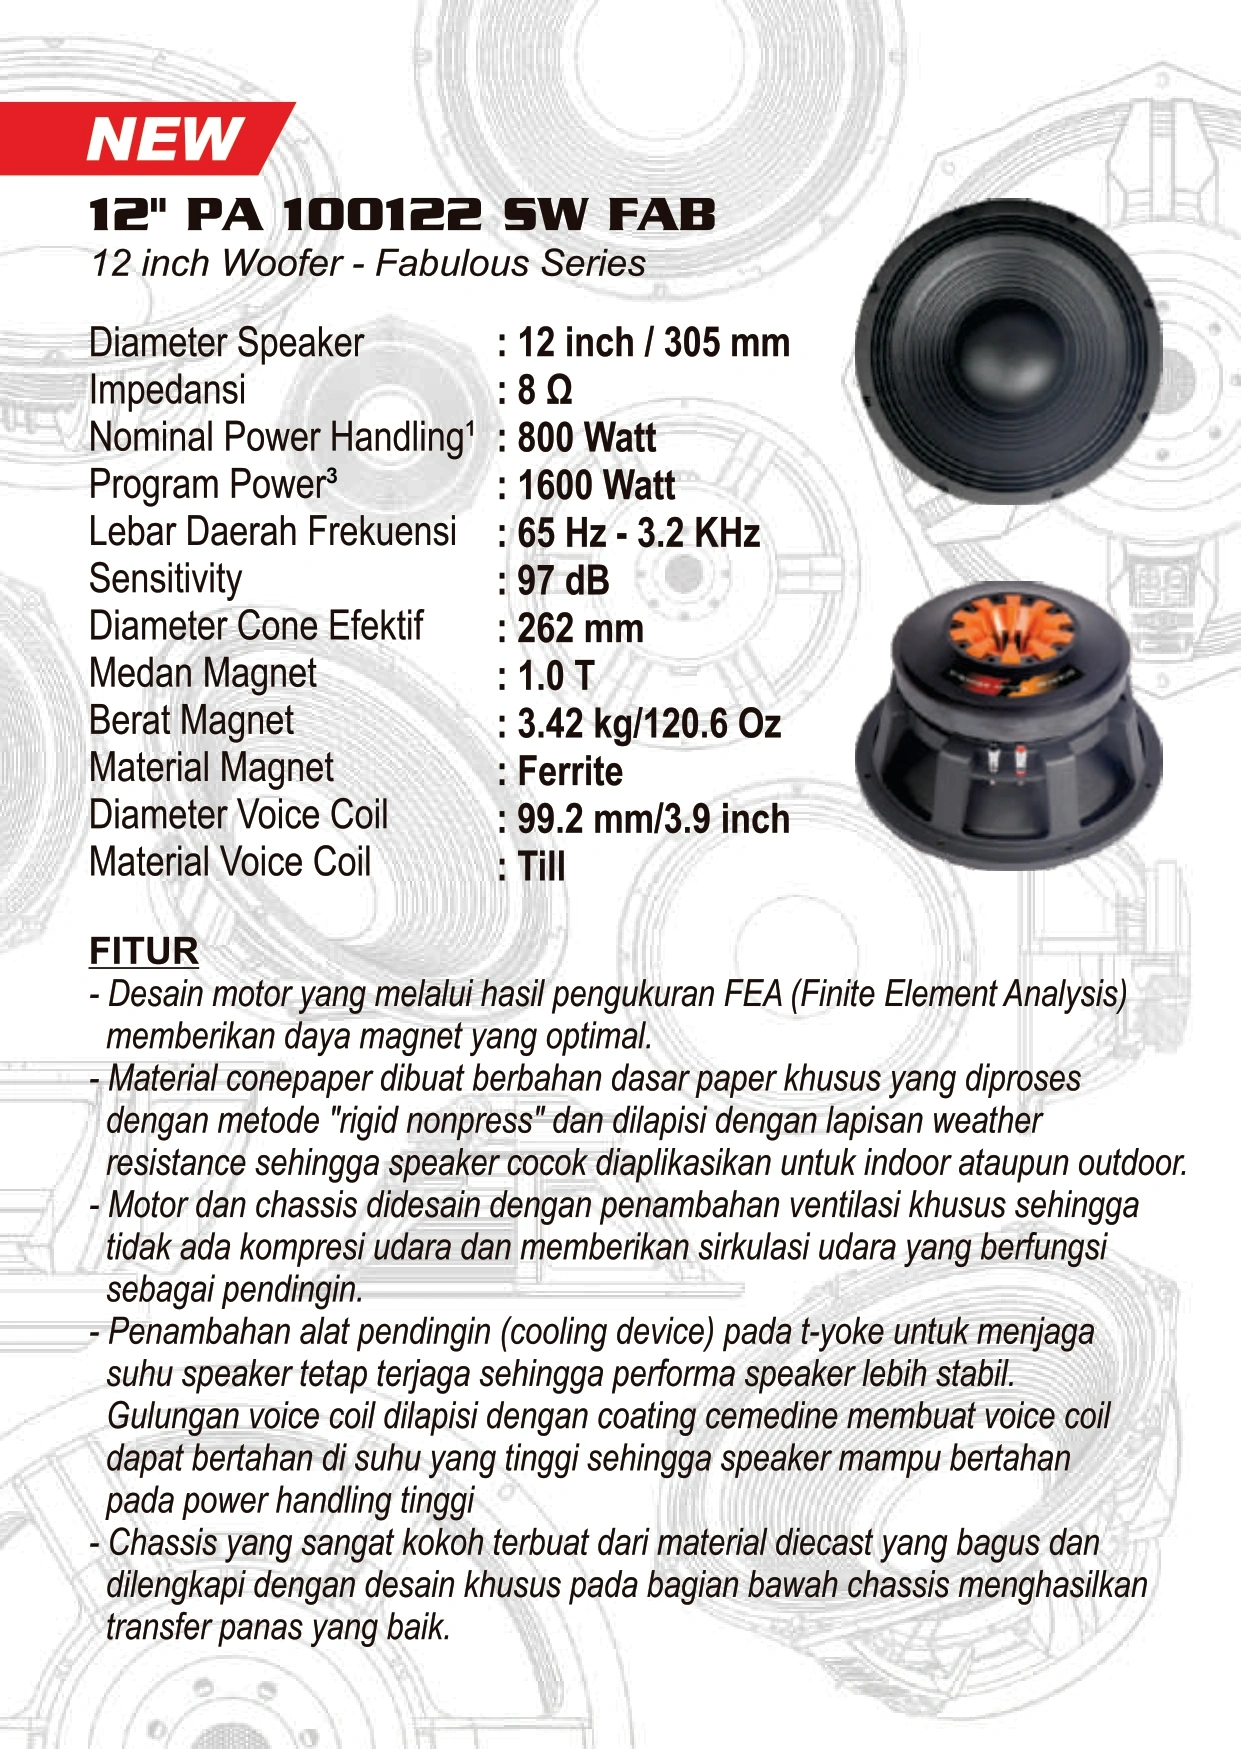 NEW
12" PA 100122 SW FAB
12 inch Woofer - Fabulous Series
Diameter Speaker : 12 inch / 305 mm
Impedansi : 8 Ω
Nominal Power Handling¹ : 800 Watt
Program Power³ : 1600 Watt
Lebar Daerah Frekuensi : 65 Hz - 3.2 KHz
Sensitivity : 97 dB
Diameter Cone Efektif : 262 mm
Medan Magnet : 1.0 T
Berat Magnet : 3.42 kg/120.6 Oz
Material Magnet : Ferrite
Diameter Voice Coil : 99.2 mm/3.9 inch
Material Voice Coil : Till
FITUR
- Desain motor yang melalui hasil pengukuran FEA (Finite Element Analysis)
memberikan daya magnet yang optimal.
- Material conepaper dibuat berbahan dasar paper khusus yang diproses
dengan metode "rigid nonpress" dan dilapisi dengan lapisan weather
resistance sehingga speaker cocok diaplikasikan untuk indoor ataupun outdoor.
- Motor dan chassis didesain dengan penambahan ventilasi khusus sehingga
tidak ada kompresi udara dan memberikan sirkulasi udara yang berfungsi
sebagai pendingin.
- Penambahan alat pendingin (cooling device) pada t-yoke untuk menjaga
suhu speaker tetap terjaga sehingga performa speaker lebih stabil.
Gulungan voice coil dilapisi dengan coating cemedine membuat voice coil
dapat bertahan di suhu yang tinggi sehingga speaker mampu bertahan
pada power handling tinggi
- Chassis yang sangat kokoh terbuat dari material diecast yang bagus dan
dilengkapi dengan desain khusus pada bagian bawah chassis menghasilkan
transfer panas yang baik.